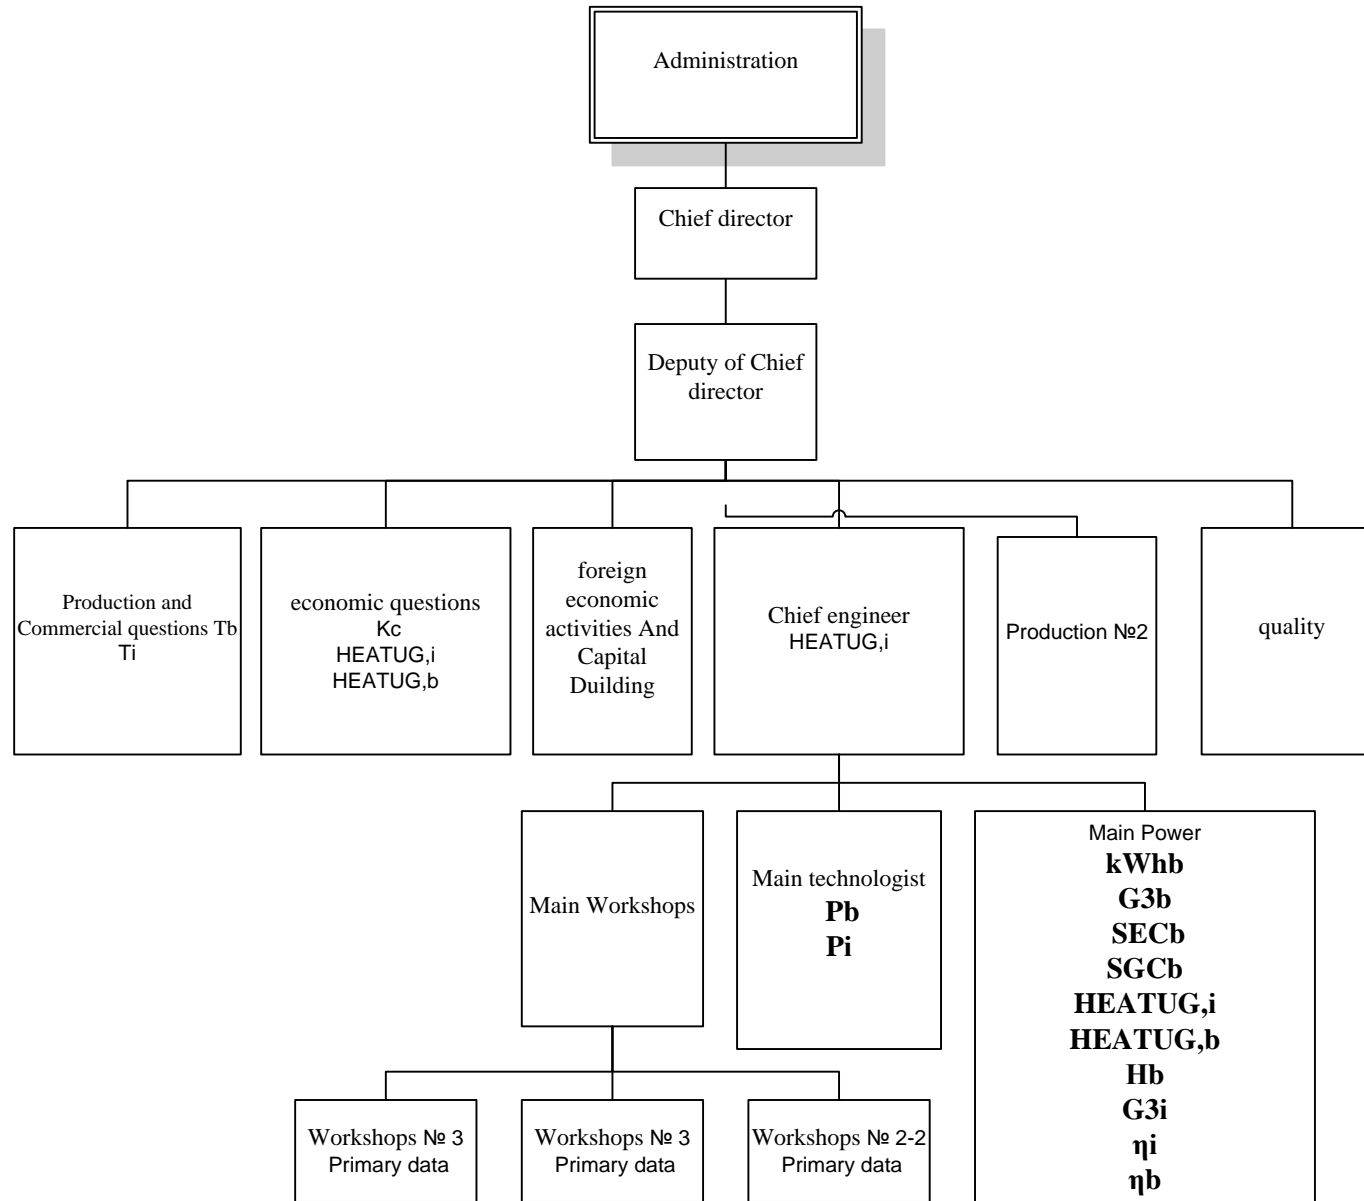 Administration
Chief director
Deputy of Chief
director
Production and
Commercial questions Tb
Ti
economic questions
Kc
HEATUG,i
HEATUG,b
foreign
economic
activities And
Capital
Duilding
Chief engineer
HEATUG,i
Production №2
quality
Main Workshops
Main technologist
Pb
Pi
Main Power
kWhb
G3b
SECb
SGCb
HEATUG,i
HEATUG,b
Hb
G3i
ηi
ηb
Workshops № 3
Primary data
Workshops № 3
Primary data
Workshops № 2-2
Primary data